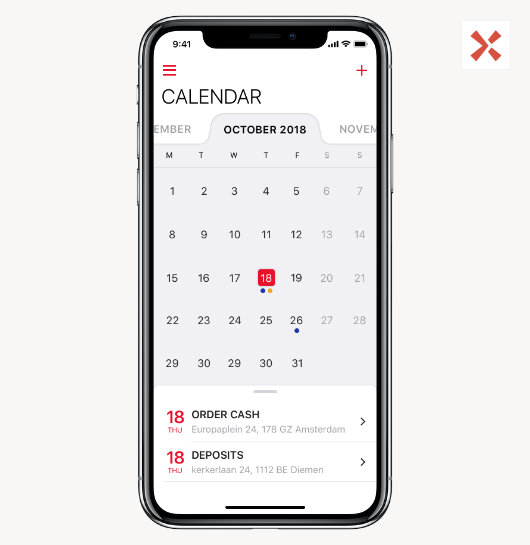 9:41
CALENDAR
EMBER OCTOBER 2018 NOVEM
M T W T F S S
1 2 3 4 5 6 7
8 9 10 11 12 13 14
15 16 17 18 19 20 21
22 23 24 25 26 27 28
29 30 29 30 31
18 ORDER CASH
THU Europaplein 24, 178 GZ Amsterdam
18 DEPOSITS
THU kerkerlaan 24, 1112 BE Diemen